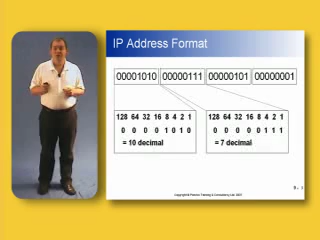 IP Address Format
00001010 00000111 00000101 00000001
128 64 32 16 8 4 2 1
0 0 0 0 1 0 1 0
= 10 decimal
128 64 32 16 8 4 2 1
0 0 0 0 0 1 1 1
= 7 decimal